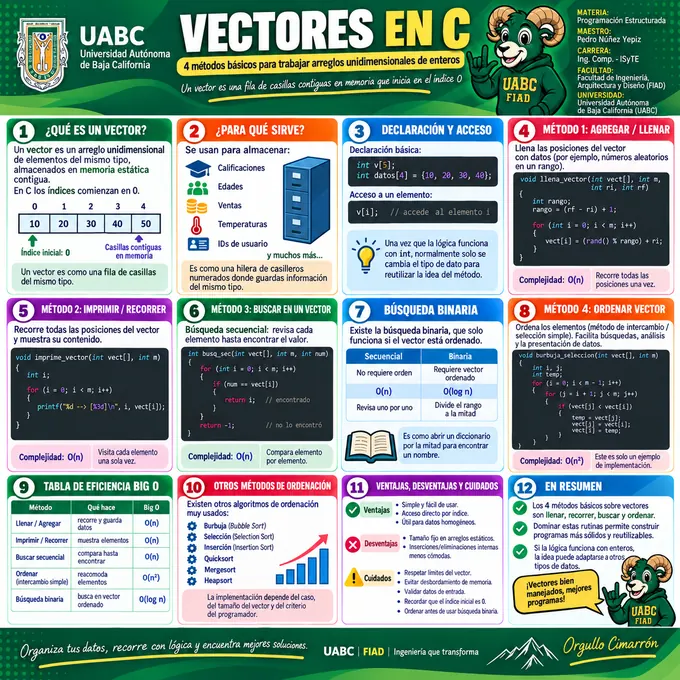 UABC
Universidad Autónoma
de Baja California
VECTORES EN C
4 métodos básicos para trabajar arreglos unidimensionales de enteros
Un vector es una fila de casillas contiguas en memoria que inicia en el índice 0
UABC
FIAD
MATERIA:
Programación Estructurada
MAESTRO:
Pedro Núñez Yepiz
CARRERA:
Ing. Comp. - ISyTE
FACULTAD:
Facultad de Ingeniería,
Arquitectura y Diseño (FIAD)
UNIVERSIDAD:
Universidad Autónoma
de Baja California (UABC)
1 ¿QUÉ ES UN VECTOR?
Un vector es un arreglo unidimensional
de elementos del mismo tipo,
almacenados en memoria estática
contigua.
En C los índices comienzan en 0.
0 1 2 3 4
10 20 30 40 50
Índice inicial: 0
Casillas contiguas
en memoria
Un vector es como una fila de casillas
del mismo tipo.
2 ¿PARA QUÉ SIRVE?
Se usan para almacenar:
Calificaciones
Edades
Ventas
Temperaturas
IDs de usuario
y muchos más...
Es como una hilera de casilleros
numerados donde guardas información
del mismo tipo.
3 DECLARACIÓN Y ACCESO
Declaración básica:
int v[5];
int datos[4] = {10, 20, 30, 40};
Acceso a un elemento:
v[i]; // accede al elemento i
Una vez que la lógica funciona
con int, normalmente solo se
cambia el tipo de dato para
reutilizar la idea del método.
4 MÉTODO 1: AGREGAR / LLENAR
Llena las posiciones del vector
con datos (por ejemplo, números aleatorios
en un rango).
void llena_vector(int vect[], int m,
int ri, int rf)
{
int rango;
rango = (rf - ri) + 1;
for (int i = 0; i < m; i++)
{
vect[i] = (rand() % rango) + ri;
}
}
Complejidad: O(n)
Recorre todas las
posiciones una vez.
5 MÉTODO 2: IMPRIMIR / RECORRER
Recorre todas las posiciones del vector
y muestra su contenido.
void imprime_vector(int vect[], int m)
{
int i;
for (i = 0; i < m; i++)
{
printf("%d --> [%3d]\n", i, vect[i]);
}
}
Complejidad: O(n)
Visita cada elemento
una sola vez.
6 MÉTODO 3: BUSCAR EN UN VECTOR
Búsqueda secuencial: revisa cada
elemento hasta encontrar el valor.
int busq_sec(int vect[], int m, int num)
{
for (int i = 0; i < m; i++)
{
if (num == vect[i])
return i; // encontrado
}
return -1; // no lo encontró
}
Complejidad: O(n)
Compara elemento
por elemento.
7 BÚSQUEDA BINARIA
Existe la búsqueda binaria, que solo
funciona si el vector está ordenado.
Secuencial Binaria
No requiere orden Requiere vector
ordenado
O(n) O(log n)
Revisa uno por uno Divide el rango
a la mitad
Es como abrir un diccionario
por la mitad para encontrar
un nombre.
8 MÉTODO 4: ORDENAR VECTOR
Ordena los elementos (método de intercambio /
selección simple). Facilita búsquedas, análisis
y la presentación de datos.
void burbuja_seleccion(int vect[], int m)
{
int i, j;
int temp;
for (i = 0; i < m - 1; i++)
{
for (j = i + 1; j < m; j++)
{
if (vect[j] < vect[i])
{
temp = vect[j];
vect[j] = vect[i];
vect[i] = temp;
}
}
}
}
Complejidad: O(n²)
Este es solo un ejemplo
de implementación.
9 TABLA DE EFICIENCIA BIG O
Método Qué hace Big O
Llenar / Agregar recorre y guarda
datos O(n)
Imprimir / Recorrer muestra elementos O(n)
Buscar secuencial compara hasta
encontrar O(n)
Ordenar
(intercambio simple) reacomoda
elementos O(n²)
Búsqueda binaria busca en vector
ordenado O(log n)
10 OTROS MÉTODOS DE ORDENACIÓN
Existen otros algoritmos de ordenación
muy usados:
Burbuja (Bubble Sort)
Selección (Selection Sort)
Inserción (Insertion Sort)
Quicksort
Mergesort
Heapsort
La implementación depende del caso,
del tamaño del vector y del criterio
del programador.
11 VENTAJAS, DESVENTAJAS Y CUIDADOS
Ventajas
• Simple y fácil de usar.
• Acceso directo por índice.
• Útil para datos homogéneos.
Desventajas
• Tamaño fijo en arreglos estáticos.
• Inserciones/eliminaciones internas
menos cómodas.
Cuidados
• Respetar límites del vector.
• Evitar desbordamiento de memoria.
• Validar datos de entrada.
• Recordar que el índice inicial es 0.
• Ordenar antes de usar búsqueda binaria.
12 EN RESUMEN
Los 4 métodos básicos sobre vectores
son llenar, recorrer, buscar y ordenar.
Dominar estas rutinas permite construir
programas más sólidos y reutilizables.
Si la lógica funciona con enteros,
la idea puede adaptarse a otros
tipos de datos.
¡Vectores bien
manejados, mejores
programas!
UABC
FIAD
Organiza tus datos, recorre con lógica y encuentra mejores soluciones.
UABC | FIAD | Ingeniería que transforma
Orgullo Cimarrón